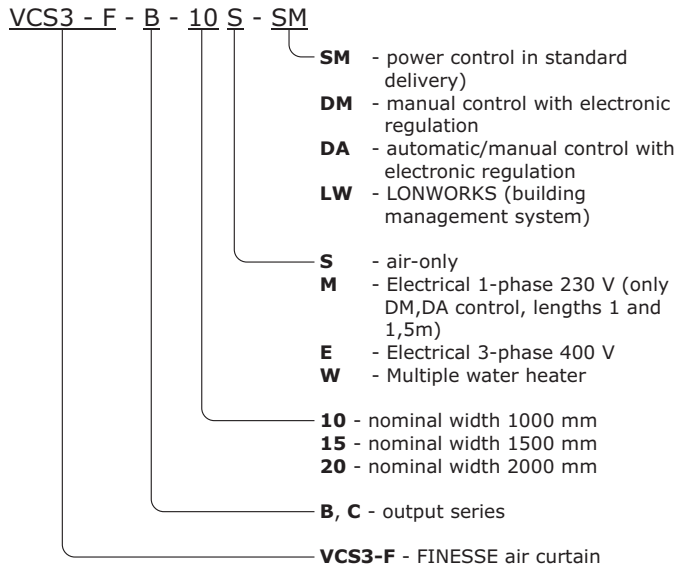 VCS3 - F - B - 10 S - SM
SM - power control in standard
delivery)
DM - manual control with electronic
regulation
DA - automatic/manual control with
electronic regulation
LW - LONWORKS (building
management system)
S - air-only
M - Electrical 1-phase 230 V (only
DM,DA control, lengths 1 and
1,5m)
E - Electrical 3-phase 400 V
W - Multiple water heater
10 - nominal width 1000 mm
15 - nominal width 1500 mm
20 - nominal width 2000 mm
B, C - output series
VCS3-F - FINESSE air curtain